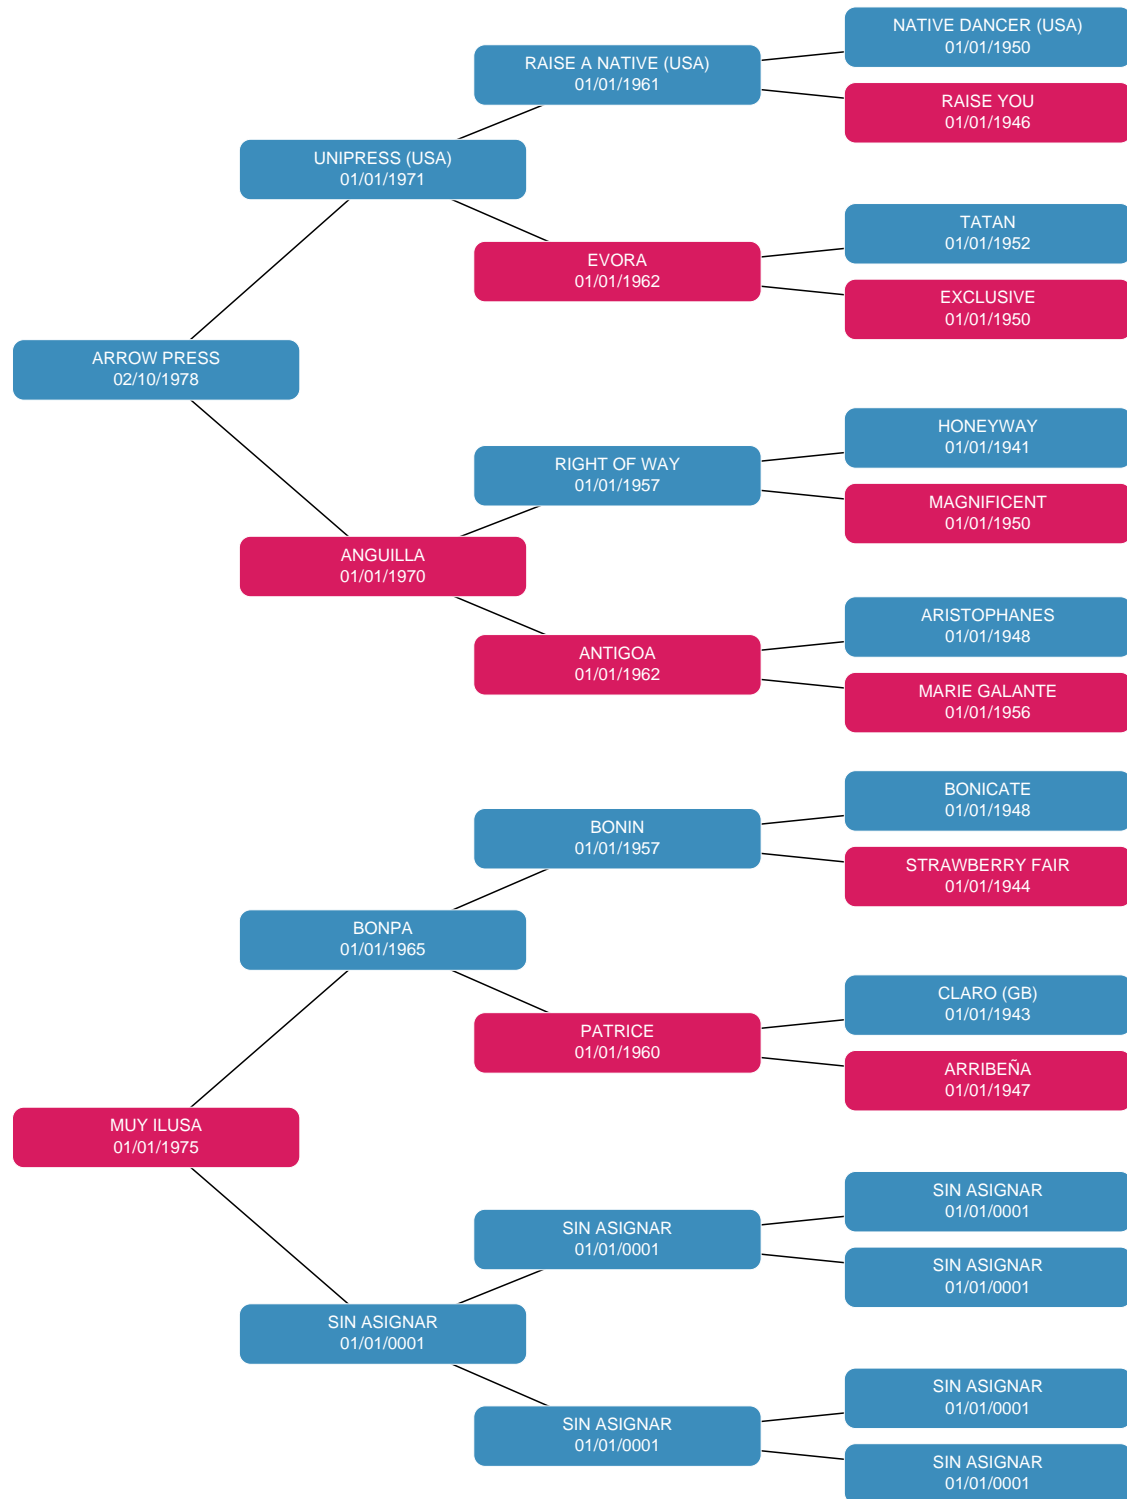 NATIVE DANCER (USA)
01/01/1950
RAISE A NATIVE (USA)
01/01/1961
RAISE YOU
01/01/1946
UNIPRESS (USA)
01/01/1971
TATAN
01/01/1952
EVORA
01/01/1962
EXCLUSIVE
01/01/1950
ARROW PRESS
02/10/1978
HONEYWAY
01/01/1941
RIGHT OF WAY
01/01/1957
MAGNIFICENT
01/01/1950
ANGUILLA
01/01/1970
ARISTOPHANES
01/01/1948
ANTIGOA
01/01/1962
MARIE GALANTE
01/01/1956
BONICATE
01/01/1948
BONIN
01/01/1957
STRAWBERRY FAIR
01/01/1944
BONPA
01/01/1965
CLARO (GB)
01/01/1943
PATRICE
01/01/1960
ARRIBEÑA
01/01/1947
MUY ILUSA
01/01/1975
SIN ASIGNAR
01/01/0001
SIN ASIGNAR
01/01/0001
SIN ASIGNAR
01/01/0001
SIN ASIGNAR
01/01/0001
SIN ASIGNAR
01/01/0001
SIN ASIGNAR
01/01/0001
SIN ASIGNAR
01/01/0001